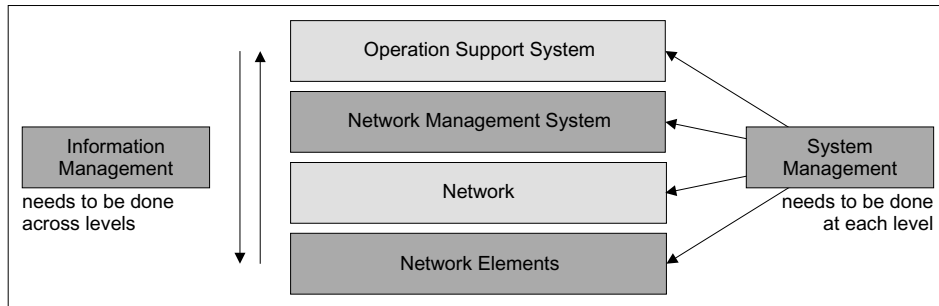 Operation Support System
Network Management System
Information
Management
needs to be done
across levels
System
Management
needs to be done
at each level
Network
Network Elements